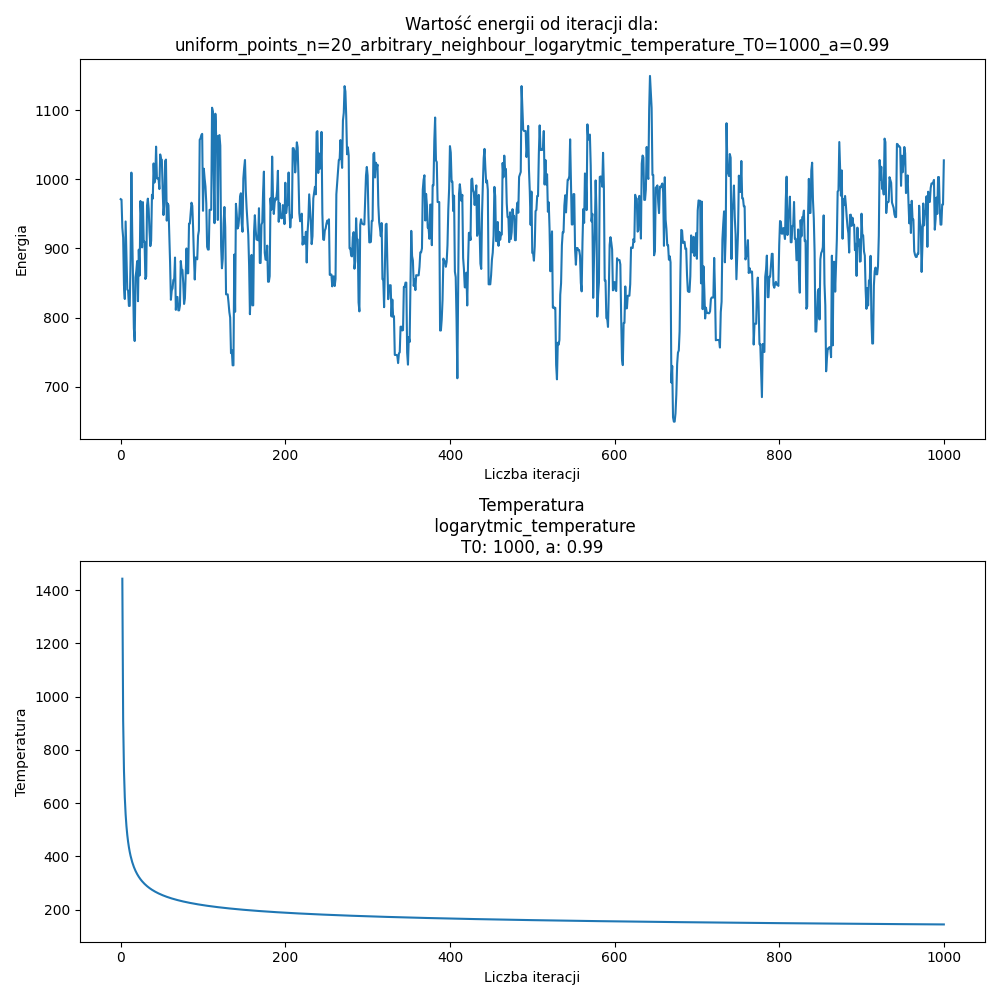 Wartość energii od iteracji dla:
uniform_points_n=20_arbitrary_neighbour_logarytmic_temperature_T0=1000_a=0.99
1100
1000
900
800
700
Energia
0 200 400 600 800 1000
Liczba iteracji
Temperatura
logarytmic_temperature
T0: 1000, a: 0.99
1400
1200
1000
800
600
400
200
Temperatura
0 200 400 600 800 1000
Liczba iteracji